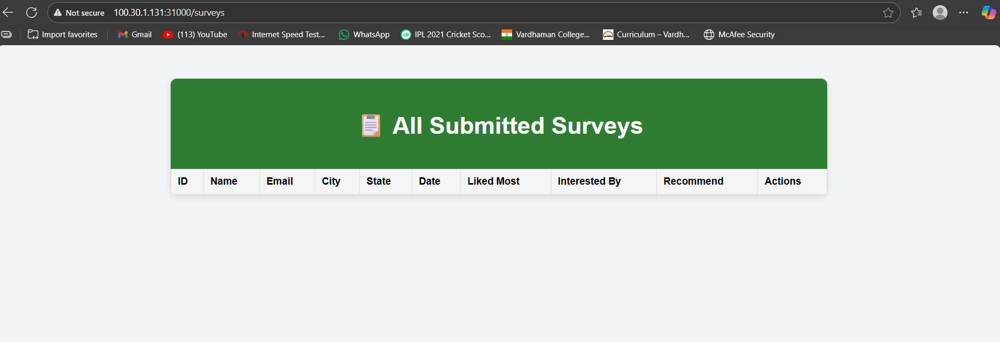 Not secure 100.30.1.131:31000/surveys
Import favorites Gmail (113) YouTube Internet Speed Test... WhatsApp cb IPL 2021 Cricket Sco... Vardhaman College... Curriculum – Vardh... McAfee Security
All Submitted Surveys
ID Name Email City State Date Liked Most Interested By Recommend Actions